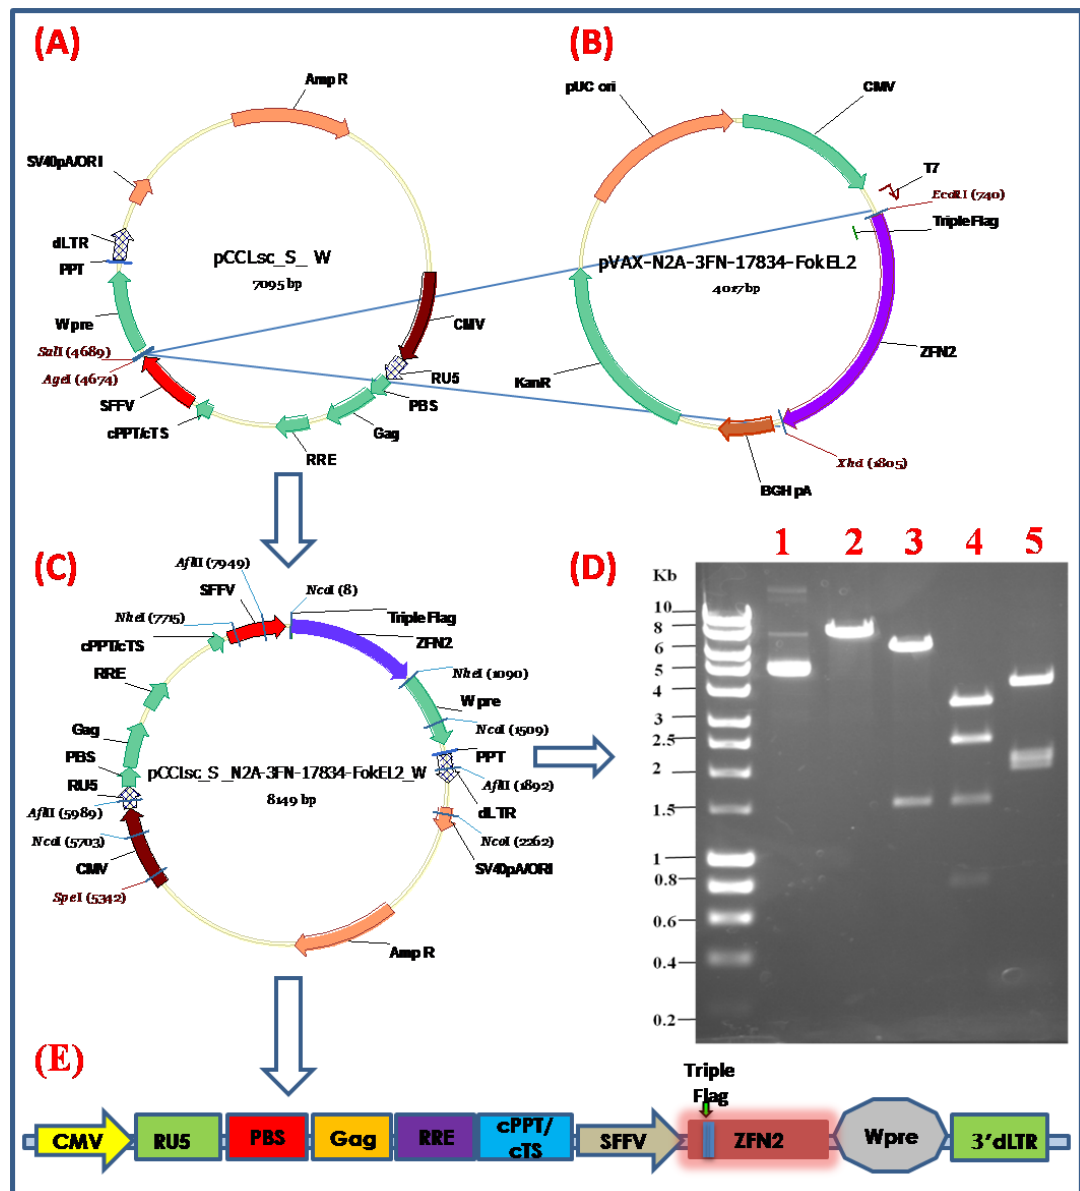 (A)
Amp R
SV40pA/ORI
dLTR
PPT
pCCLsc_S_ W
7095 bp
Wpre
SalI (4689)
AgeI (4674)
SFFV
cPPT/cTS
RRE
Gag
PBS
RU5
CMV
(B)
pUC ori
CMV
T7
EcoRI (740)
Triple Flag
pVAX-N2A-3FN-17834-FokEL2
4017 bp
ZFN2
KanR
XhoI (1805)
BGH pA
(C)
AflII (7949)
SFFV
NcoI (8)
Triple Flag
ZFN2
NheI (7715)
cPPT/cTS
RRE
NheI (1090)
Wpre
NcoI (1509)
Gag
PBS
PPT
pCCLsc_S_N2A-3FN-17834-FokEL2_W
8149 bp
RU5
AflII (5989)
AflII (1892)
dLTR
NcoI (5703)
NcoI (2262)
CMV
SV40pA/ORI
SpeI (5342)
Amp R
(D)
1 2 3 4 5
Kb
10
8
6
5
4
3
2.5
2
1.5
1
0.8
0.6
0.4
0.2
(E)
Triple
Flag
CMV
RU5
PBS
Gag
RRE
cPPT/
cTS
SFFV
ZFN2
Wpre
3'dLTR